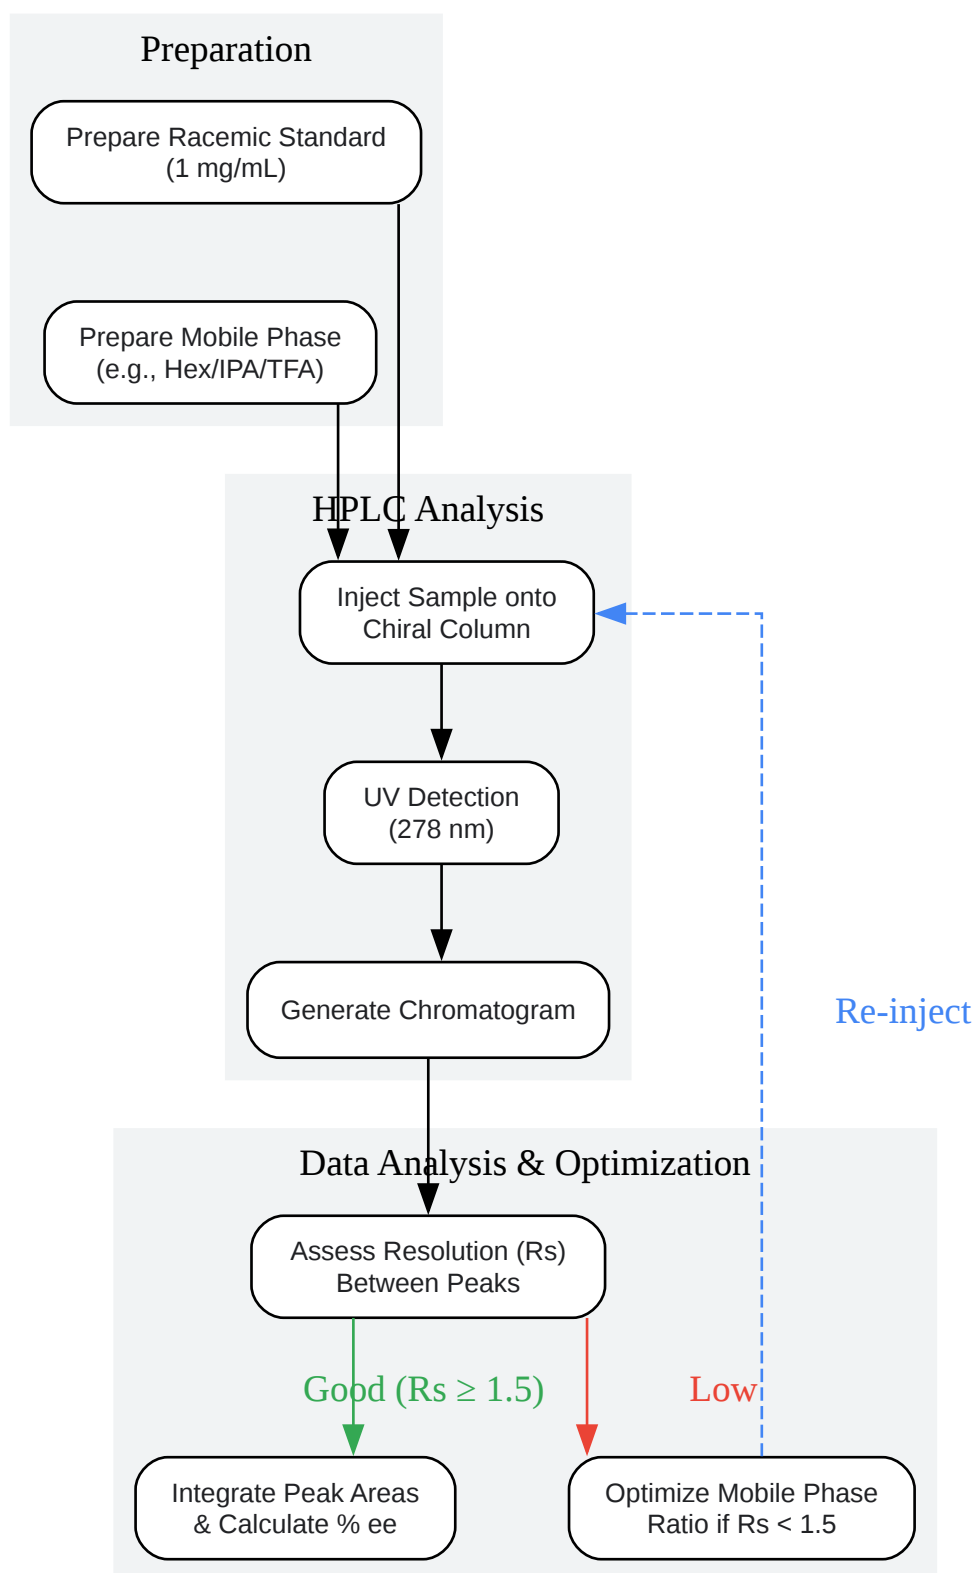 Preparation
Prepare Racemic Standard
(1 mg/mL)
Prepare Mobile Phase
(e.g., Hex/IPA/TFA)
HPLC Analysis
Inject Sample onto
Chiral Column
UV Detection
(278 nm)
Generate Chromatogram
Re-inject
Data Analysis & Optimization
Assess Resolution (Rs)
Between Peaks
Good (Rs ≥ 1.5)
Low
Integrate Peak Areas
& Calculate % ee
Optimize Mobile Phase
Ratio if Rs < 1.5